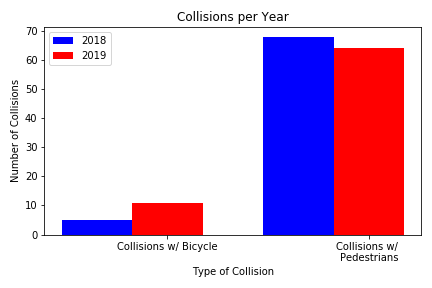 Collisions per Year
2018
2019
Number of Collisions
70
60
50
40
30
20
10
0
Collisions w/ Bicycle
Collisions w/
Pedestrians
Type of Collision